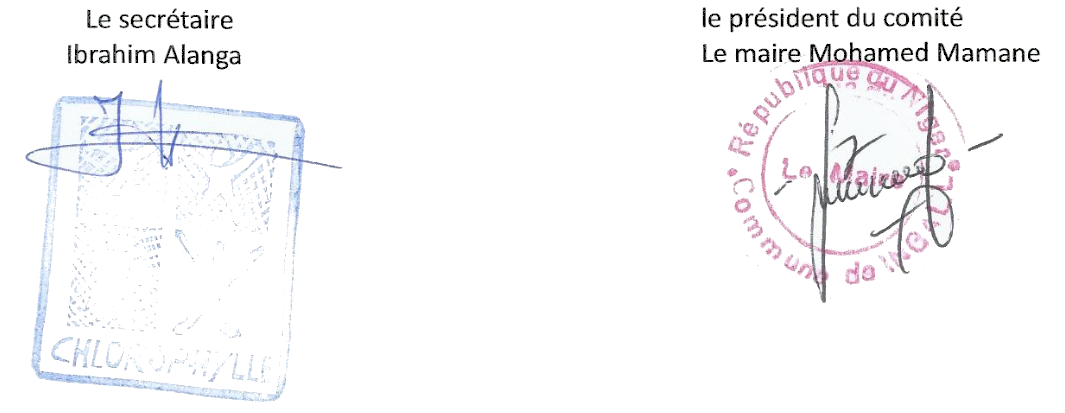 Le secrétaire
Ibrahim Alanga
le président du comité
Le maire Mohamed Mamane
République du Niger
Le Maire
Commune de INGALL
CHLOROPHYLLE